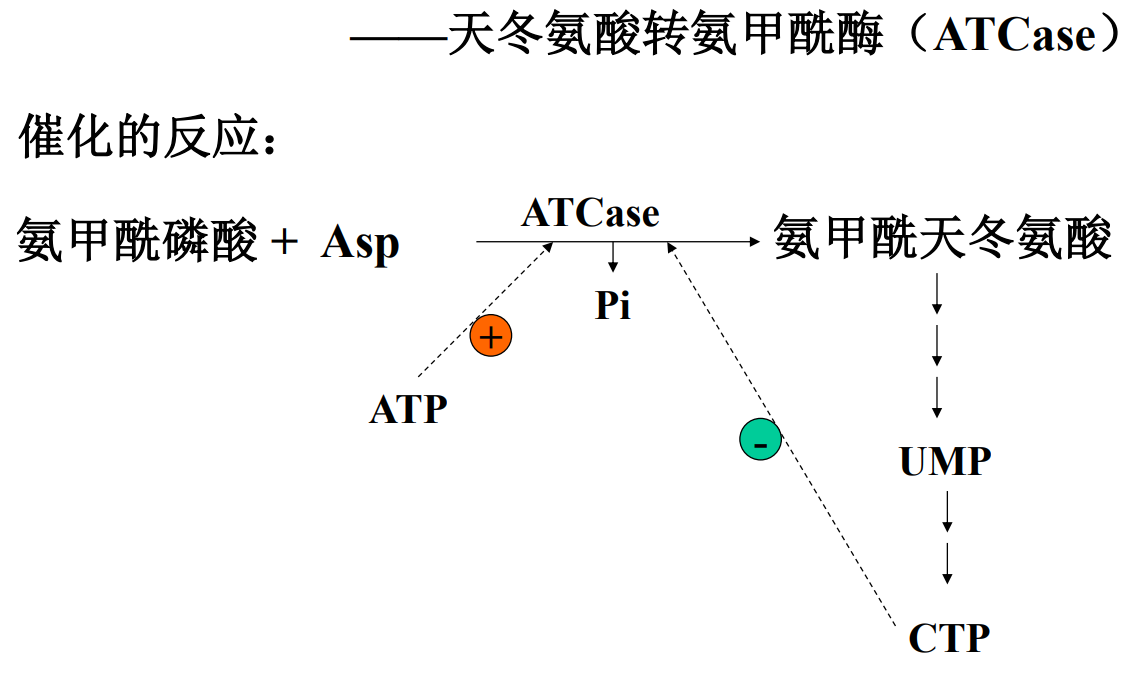 ——天冬氨酸转氨甲酰酶（ATCase）
催化的反应：
氨甲酰磷酸 + Asp
ATCase
氨甲酰天冬氨酸
Pi
+
ATP
-
UMP
CTP